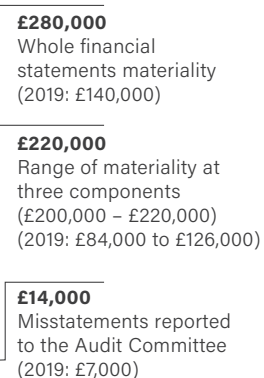 £280,000
Whole financial
statements materiality
(2019: £140,000)
£220,000
Range of materiality at
three components
(£200,000 – £220,000)
(2019: £84,000 to £126,000)
£14,000
Misstatements reported
to the Audit Committee
(2019: £7,000)